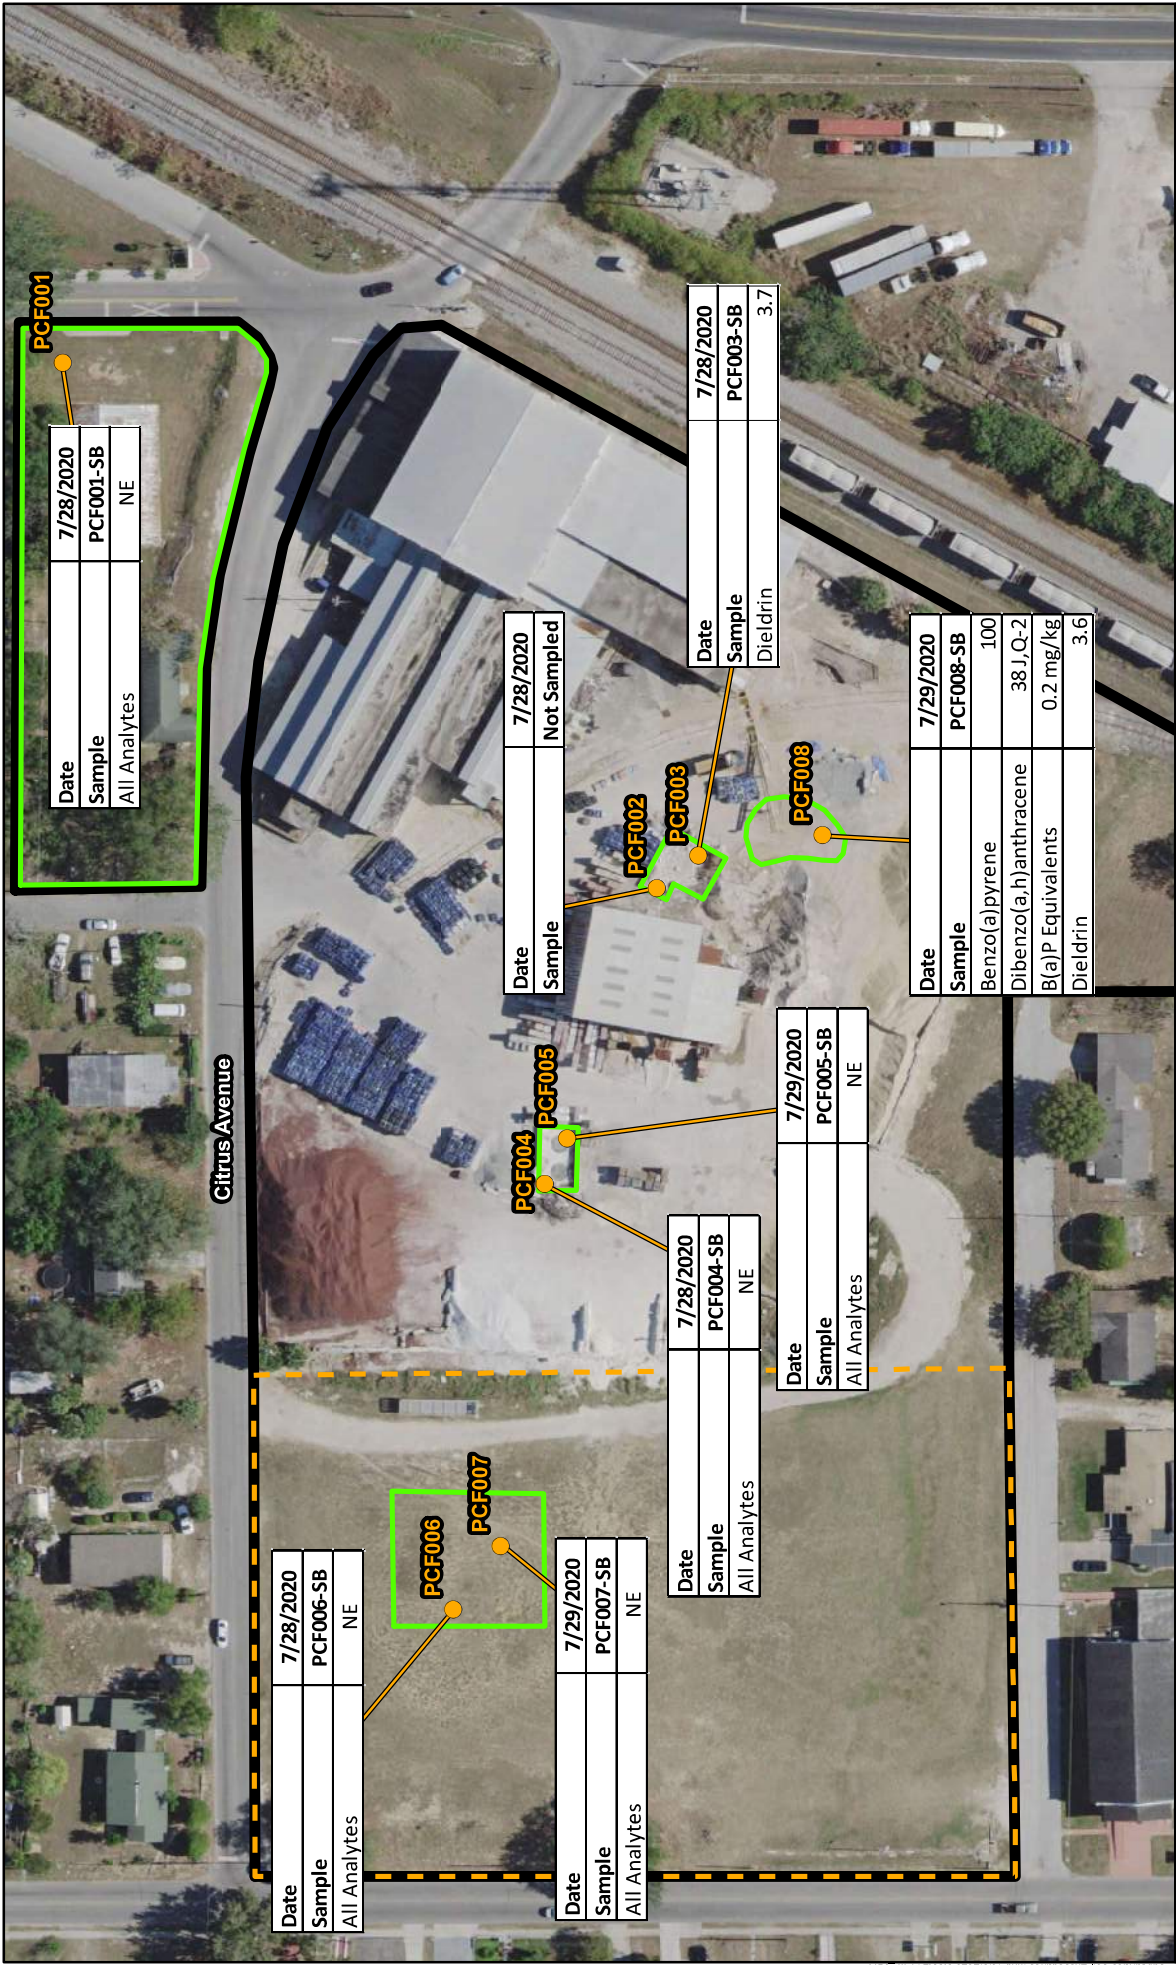 PCF001
Date 7/28/2020
Sample PCF001-SB
All Analytes NE
Citrus Avenue
Date 7/28/2020
Sample Not Sampled
PCF002
PCF003
Date 7/28/2020
Sample PCF003-SB
Dieldrin 3.7
PCF008
Date 7/29/2020
Sample PCF008-SB
Benzo(a)pyrene 100
Dibenzo(a,h)anthracene 38 J,Q-2
B(a)P Equivalents 0.2 mg/kg
Dieldrin 3.6
PCF004
PCF005
Date 7/28/2020
Sample PCF004-SB
All Analytes NE
Date 7/29/2020
Sample PCF005-SB
All Analytes NE
PCF006
PCF007
Date 7/28/2020
Sample PCF006-SB
All Analytes NE
Date 7/29/2020
Sample PCF007-SB
All Analytes NE